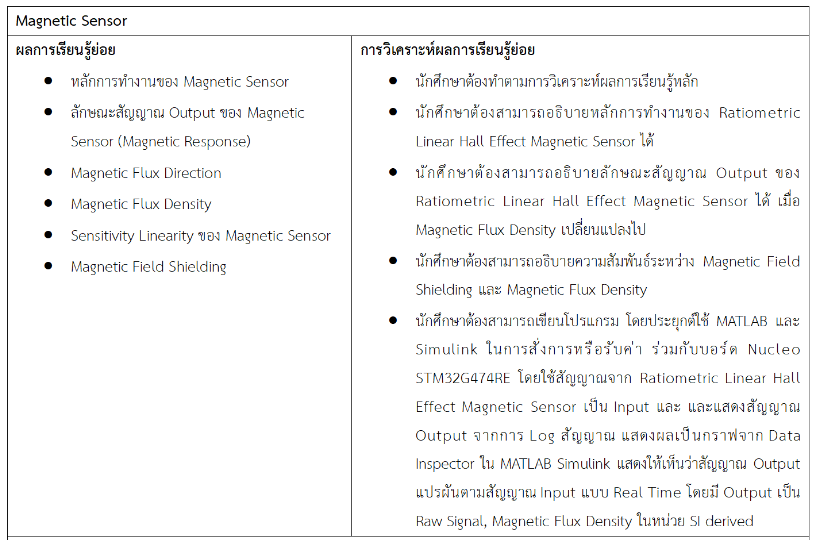 Magnetic Sensor
ผลการเรียนรู้ย่อย
● หลักการทำงานของ Magnetic Sensor
● ลักษณะสัญญาณ Output ของ Magnetic
Sensor (Magnetic Response)
● Magnetic Flux Direction
● Magnetic Flux Density
● Sensitivity Linearity ของ Magnetic Sensor
● Magnetic Field Shielding
การวิเคราะห์ผลการเรียนรู้ย่อย
● นักศึกษาต้องทำตามการวิเคราะห์ผลการเรียนรู้หลัก
● นักศึกษาต้องสามารถอธิบายหลักการทำงานของ Ratiometric
Linear Hall Effect Magnetic Sensor ได้
● นักศึกษาต้องสามารถอธิบายลักษณะสัญญาณ Output ของ
Ratiometric Linear Hall Effect Magnetic Sensor ได้ เมื่อ
Magnetic Flux Density เปลี่ยนแปลงไป
● นักศึกษาต้องสามารถอธิบายความสัมพันธ์ระหว่าง Magnetic Field
Shielding และ Magnetic Flux Density
● นักศึกษาต้องสามารถเขียนโปรแกรม โดยประยุกต์ใช้ MATLAB และ
Simulink ในการสั่งการหรือรับค่า ร่วมกับบอร์ด Nucleo
STM32G474RE โดยใช้สัญญาณจาก Ratiometric Linear Hall
Effect Magnetic Sensor เป็น Input และ และแสดงสัญญาณ
Output จากการ Log สัญญาณ แสดงผลเป็นกราฟจาก Data
Inspector ใน MATLAB Simulink แสดงให้เห็นว่าสัญญาณ Output
แปรผันตามสัญญาณ Input แบบ Real Time โดยมี Output เป็น
Raw Signal, Magnetic Flux Density ในหน่วย SI derived